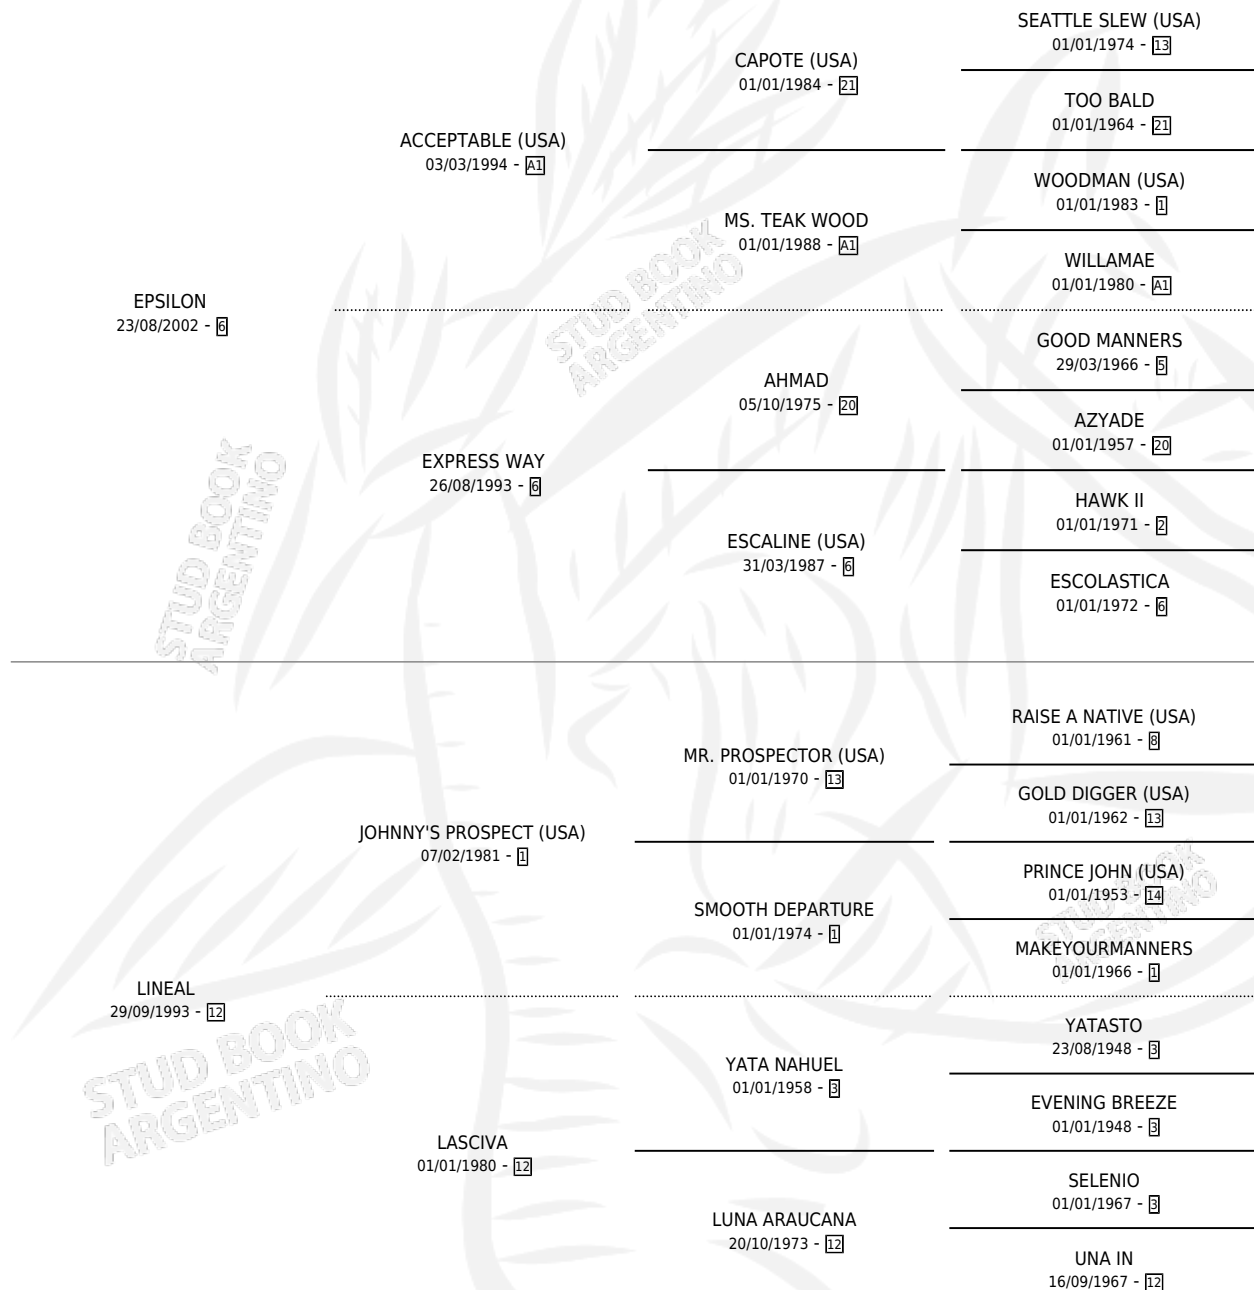 SEATTLE SLEW (USA)
01/01/1974 - 13
CAPOTE (USA)
01/01/1984 - 21
TOO BALD
01/01/1964 - 21
ACCEPTABLE (USA)
03/03/1994 - A1
WOODMAN (USA)
01/01/1983 - 1
MS. TEAK WOOD
01/01/1988 - A1
WILLAMAE
01/01/1980 - A1
EPSILON
23/08/2002 - 6
GOOD MANNERS
29/03/1966 - 5
AHMAD
05/10/1975 - 20
AZYADE
01/01/1957 - 20
EXPRESS WAY
26/08/1993 - 6
HAWK II
01/01/1971 - 2
ESCALINE (USA)
31/03/1987 - 6
ESCOLASTICA
01/01/1972 - 6
RAISE A NATIVE (USA)
01/01/1961 - 8
MR. PROSPECTOR (USA)
01/01/1970 - 13
GOLD DIGGER (USA)
01/01/1962 - 13
JOHNNY'S PROSPECT (USA)
07/02/1981 - 1
PRINCE JOHN (USA)
01/01/1953 - 14
SMOOTH DEPARTURE
01/01/1974 - 1
MAKEYOURMANNERS
01/01/1966 - 1
LINEAL
29/09/1993 - 12
YATASTO
23/08/1948 - 3
YATA NAHUEL
01/01/1958 - 3
EVENING BREEZE
01/01/1948 - 3
LASCIVA
01/01/1980 - 12
SELENIO
01/01/1967 - 3
LUNA ARAUCANA
20/10/1973 - 12
UNA IN
16/09/1967 - 12
STUD BOOK
ARGENTINO
STUD BOOK
ARGENTINO
STUD BOOK
ARGENTINO
STUD BOOK
ARGENTINO